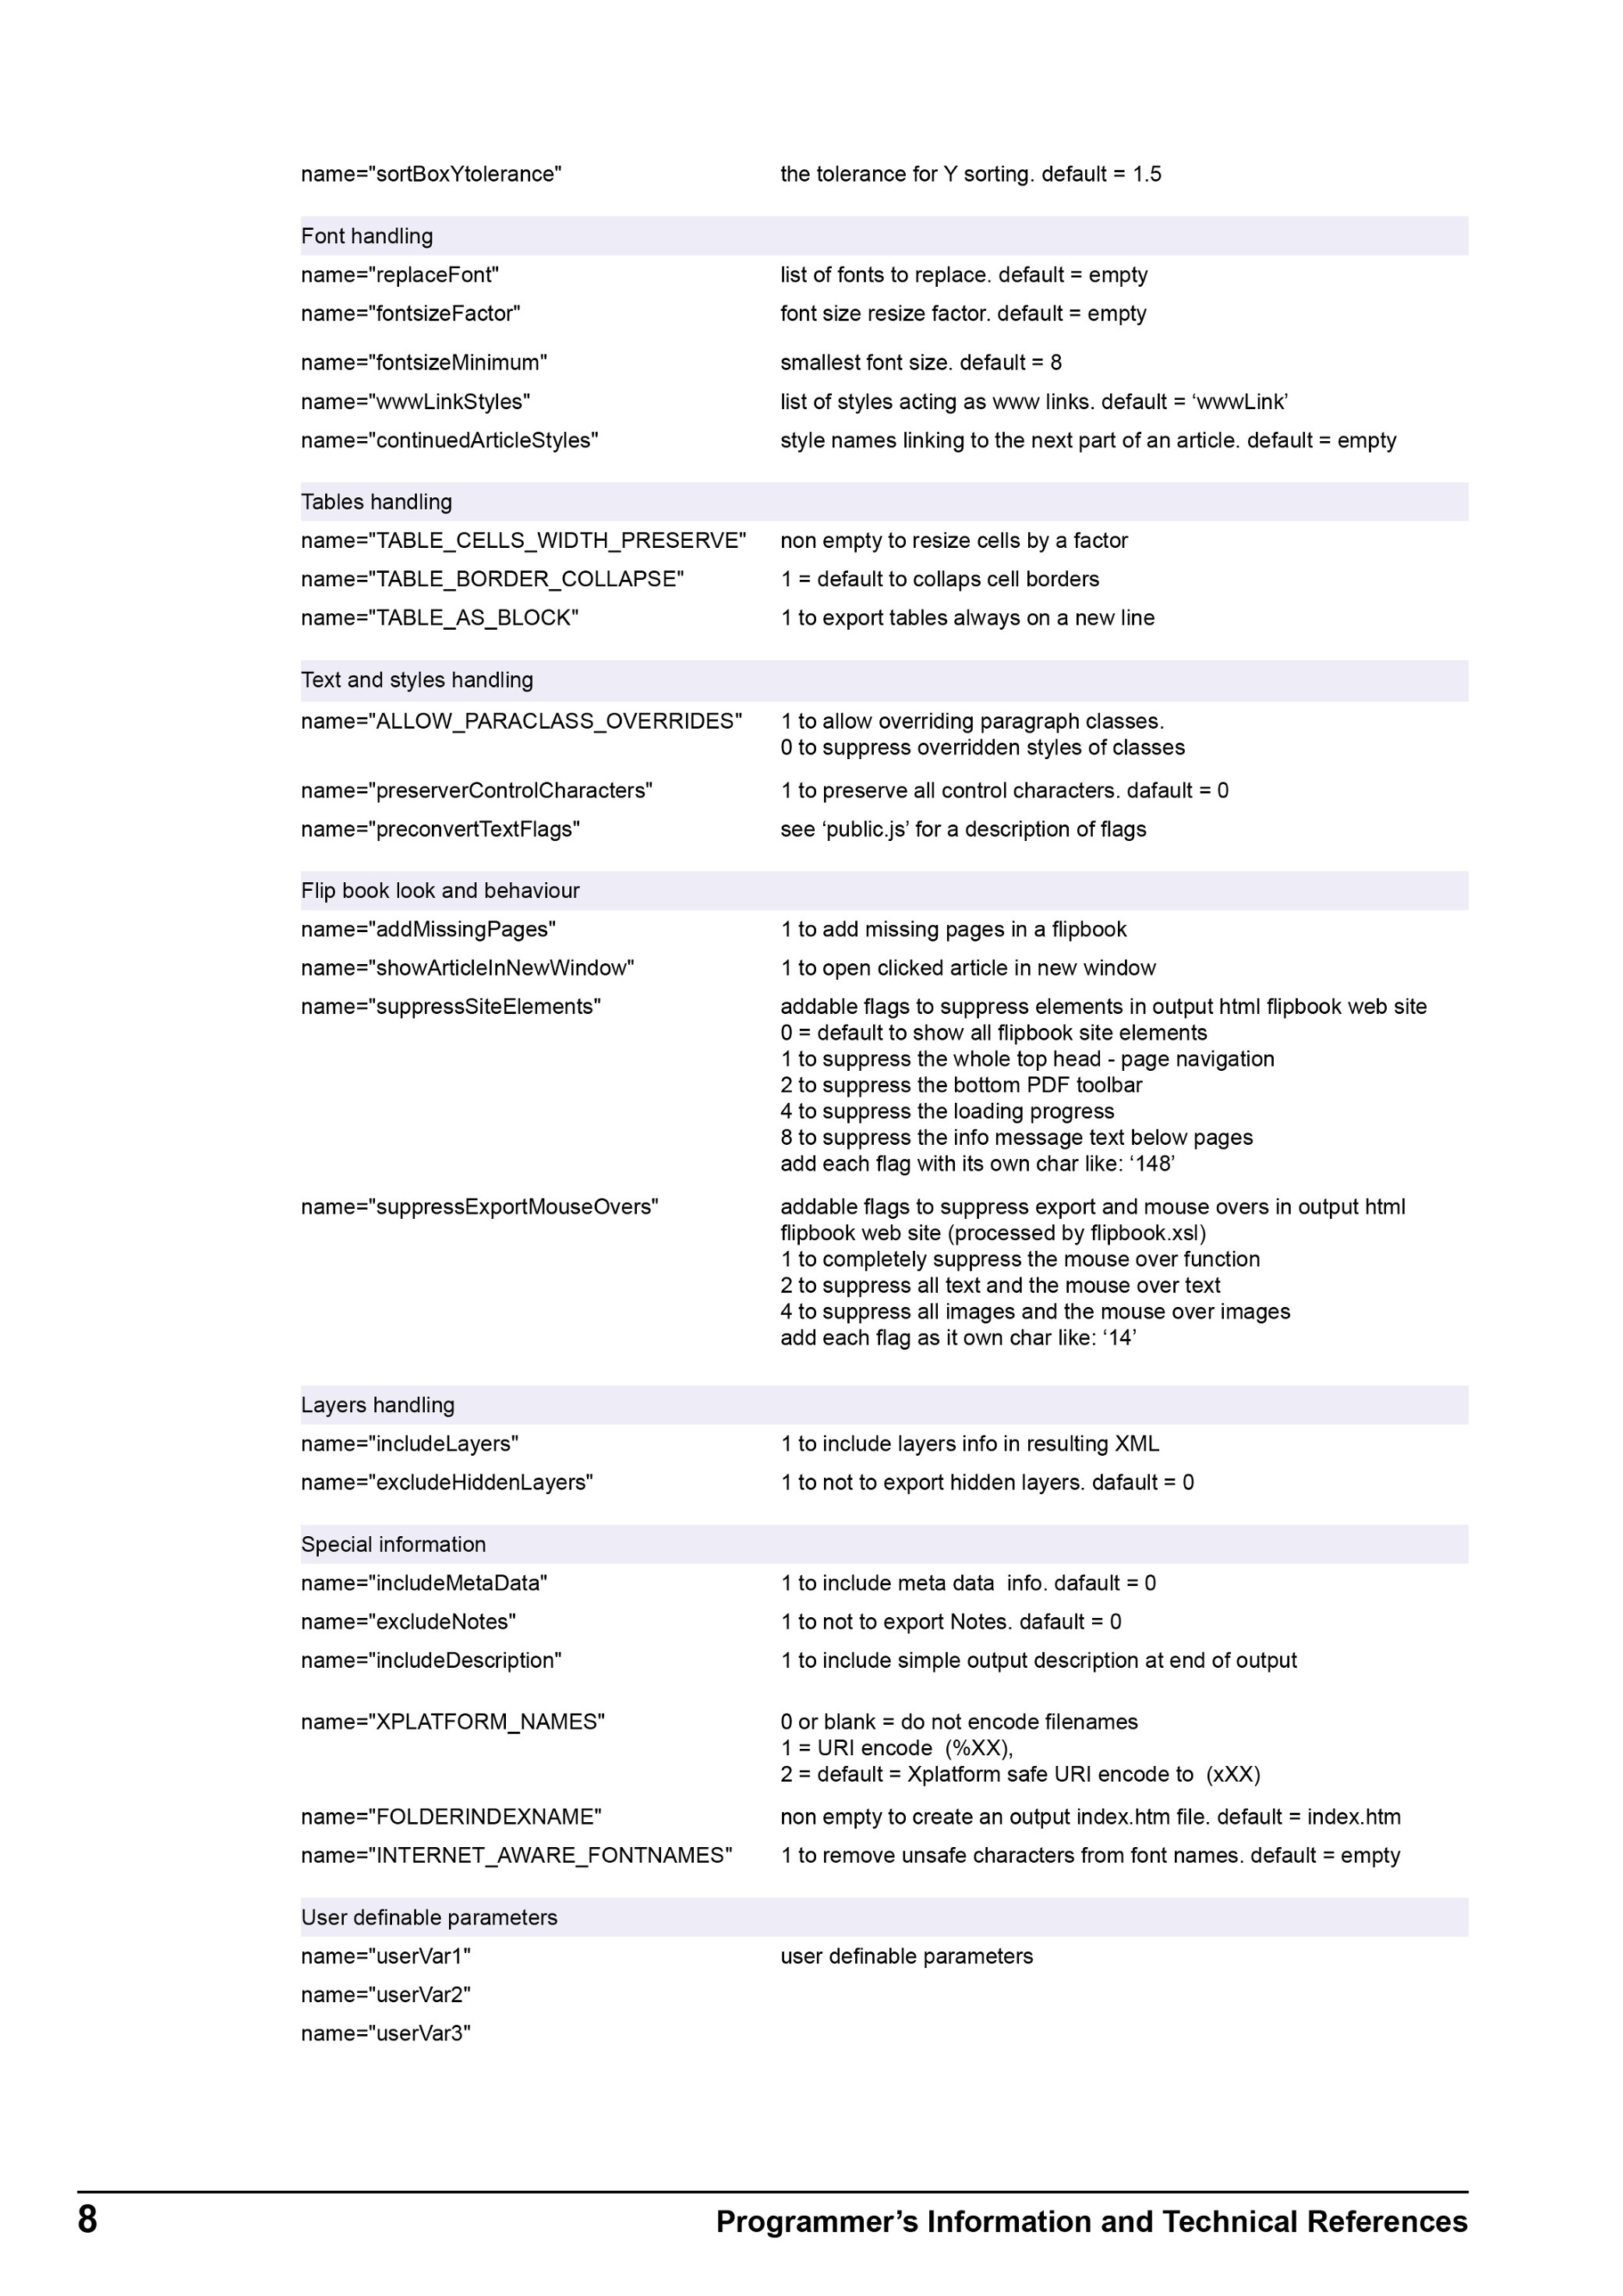 name="sortBoxYtolerance" the tolerance for Y sorting. default = 1.5
Font handling
name="replaceFont" list of fonts to replace. default = empty
name="fontsizeFactor" font size resize factor. default = empty
name="fontsizeMinimum" smallest font size. default = 8
name="wwwLinkStyles" list of styles acting as www links. default = ‘wwwLink’
name="continuedArticleStyles" style names linking to the next part of an article. default = empty
Tables handling
name="TABLE_CELLS_WIDTH_PRESERVE" non empty to resize cells by a factor
name="TABLE_BORDER_COLLAPSE" 1 = default to collaps cell borders
name="TABLE_AS_BLOCK" 1 to export tables always on a new line
Text and styles handling
name="ALLOW_PARACLASS_OVERRIDES" 1 to allow overriding paragraph classes.
0 to suppress overridden styles of classes
name="preserverControlCharacters" 1 to preserve all control characters. dafault = 0
name="preconvertTextFlags" see ‘public.js’ for a description of flags
Flip book look and behaviour
name="addMissingPages" 1 to add missing pages in a flipbook
name="showArticleInNewWindow" 1 to open clicked article in new window
name="suppressSiteElements" addable flags to suppress elements in output html flipbook web site
0 = default to show all flipbook site elements
1 to suppress the whole top head - page navigation
2 to suppress the bottom PDF toolbar
4 to suppress the loading progress
8 to suppress the info message text below pages
add each flag with its own char like: ‘148’
name="suppressExportMouseOvers" addable flags to suppress export and mouse overs in output html
flipbook web site (processed by flipbook.xsl)
1 to completely suppress the mouse over function
2 to suppress all text and the mouse over text
4 to suppress all images and the mouse over images
add each flag as it own char like: ‘14’
Layers handling
name="includeLayers" 1 to include layers info in resulting XML
name="excludeHiddenLayers" 1 to not to export hidden layers. dafault = 0
Special information
name="includeMetaData" 1 to include meta data  info. dafault = 0
name="excludeNotes" 1 to not to export Notes. dafault = 0
name="includeDescription" 1 to include simple output description at end of output
name="XPLATFORM_NAMES" 0 or blank = do not encode filenames
1 = URI encode  (%XX),
2 = default = Xplatform safe URI encode to  (xXX)
name="FOLDERINDEXNAME" non empty to create an output index.htm file. default = index.htm
name="INTERNET_AWARE_FONTNAMES" 1 to remove unsafe characters from font names. default = empty
User definable parameters
name="userVar1" user definable parameters
name="userVar2"
name="userVar3"
8 Programmer’s Information and Technical References